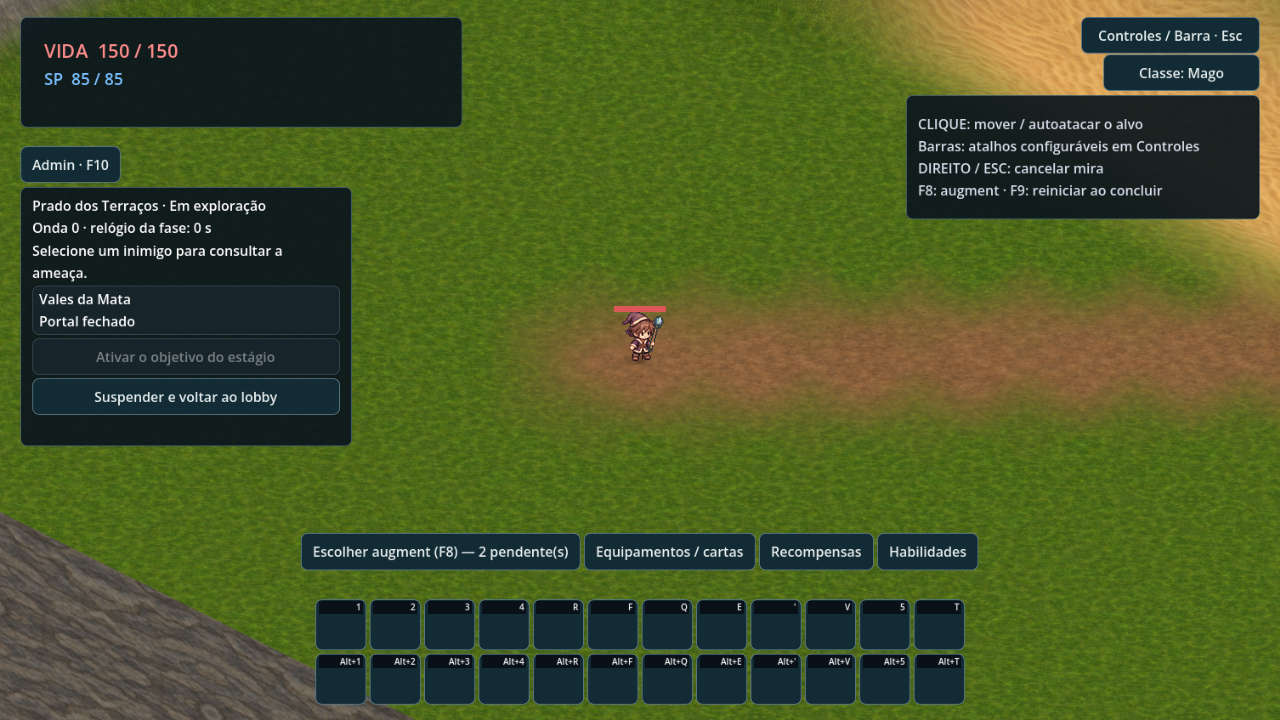 VIDA 150 / 150
SP 85 / 85
Controles / Barra · Esc
Classe: Mago
CLIQUE: mover / autoatacar o alvo
Barras: atalhos configuráveis em Controles
DIREITO / ESC: cancelar mira
F8: augment · F9: reiniciar ao concluir
Admin · F10
Prado dos Terraços · Em exploração
Onda 0 · relógio da fase: 0 s
Selecione um inimigo para consultar a
ameaça.
Vales da Mata
Portal fechado
Ativar o objetivo do estágio
Suspender e voltar ao lobby
Escolher augment (F8) — 2 pendente(s)
Equipamentos / cartas
Recompensas
Habilidades
1 2 3 4 R F Q E ' V 5 T
Alt+1 Alt+2 Alt+3 Alt+4 Alt+R Alt+F Alt+Q Alt+E Alt+' Alt+V Alt+5 Alt+T